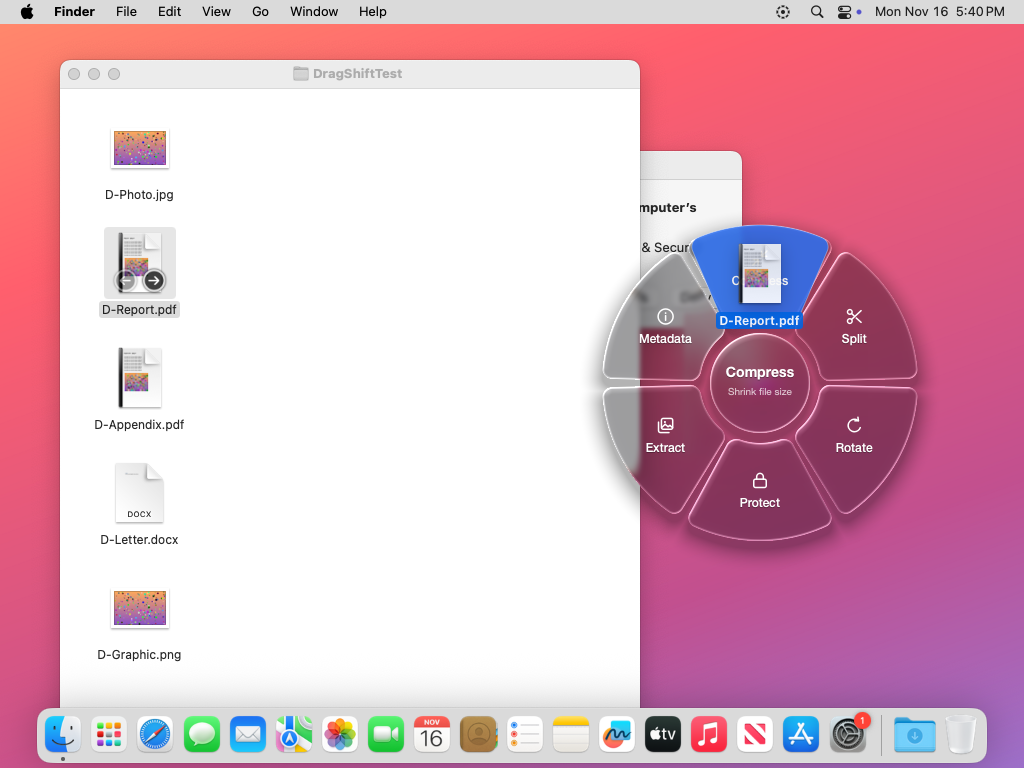 Finder File Edit View Go Window Help Mon Nov 16 5:40 PM
DragShiftTest
D-Photo.jpg
D-Report.pdf
D-Appendix.pdf
DOCX
D-Letter.docx
D-Graphic.png
mputer's
& Secur
D-Report.pdf
Metadata
Split
Compress
Shrink file size
Extract
Rotate
Protect
NOV
16
tv
1